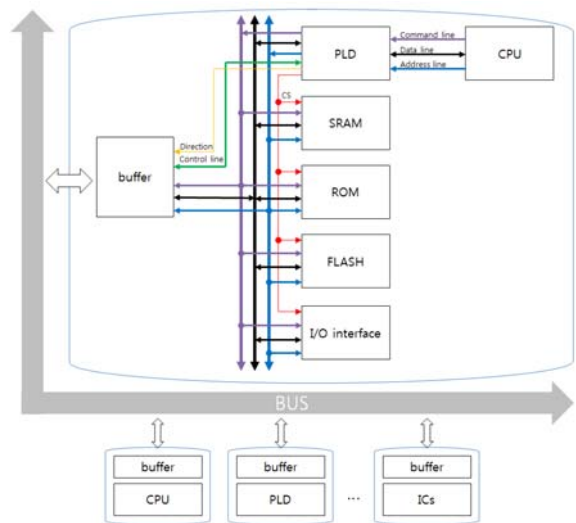 PLD
Command line
Data line
Address line
CPU
CS
SRAM
Direction
Control line
buffer
ROM
FLASH
I/O interface
BUS
buffer
CPU
buffer
PLD
...
buffer
ICs